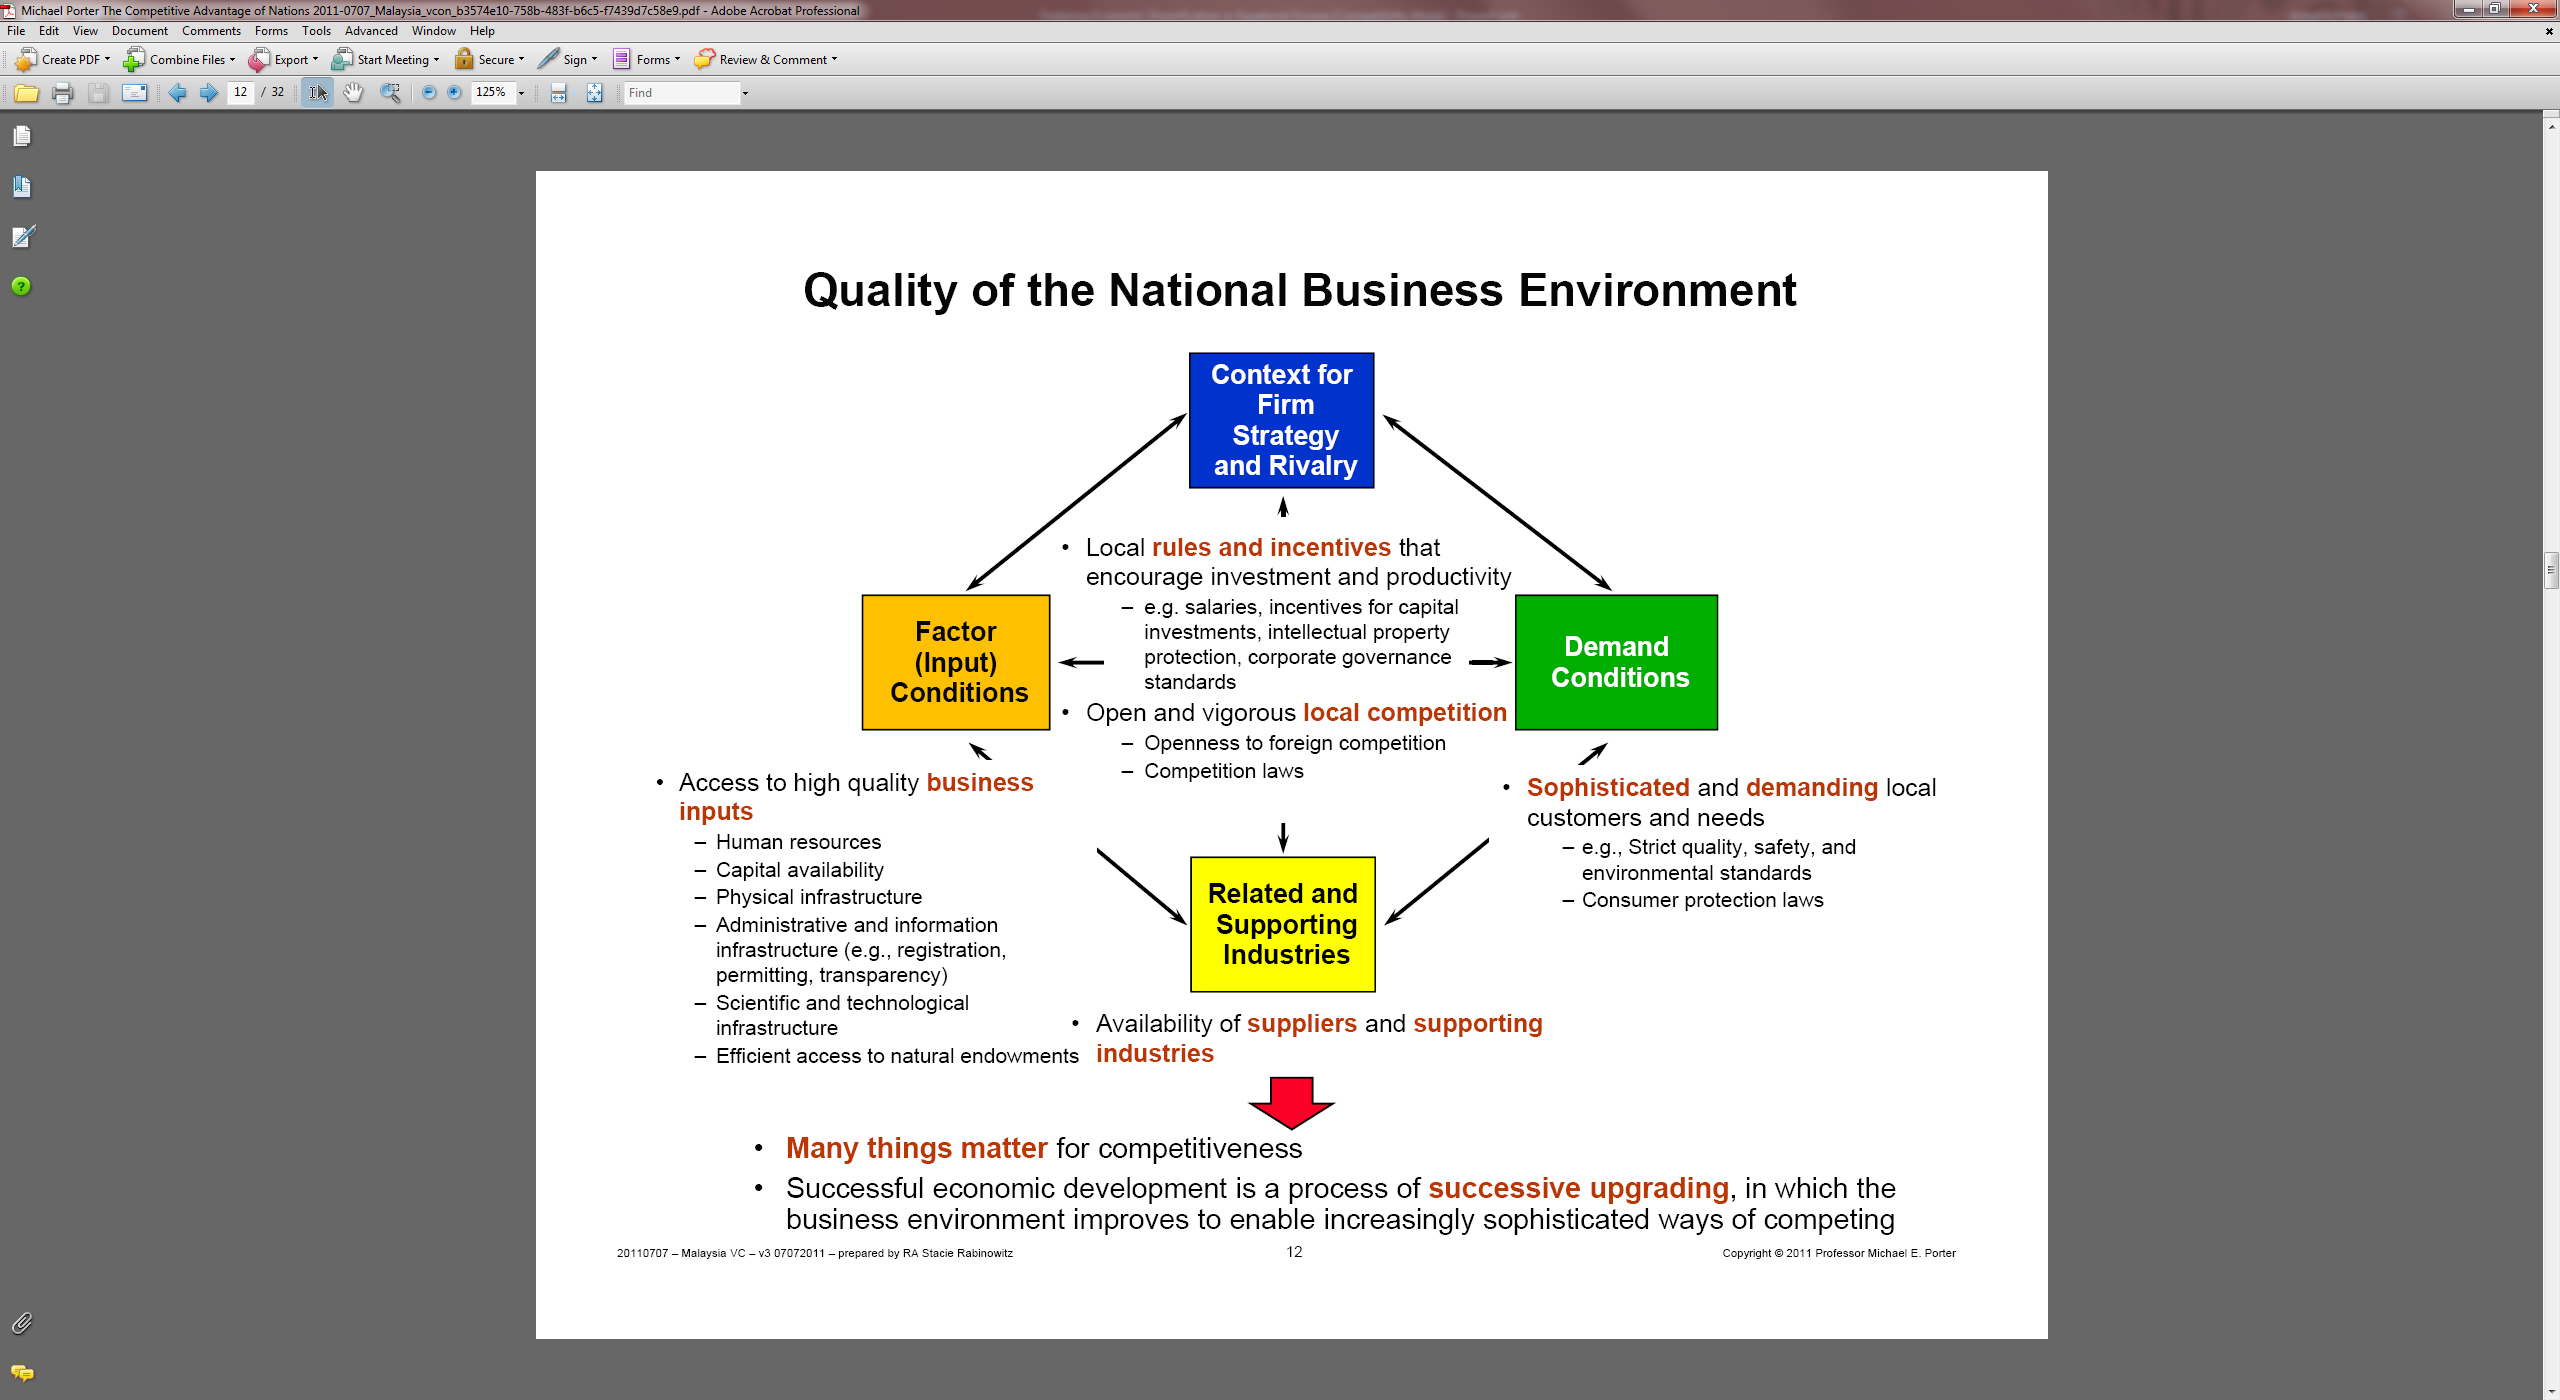 Michael Porter The Competitive Advantage of Nations 2011-0707_Malaysia_vcon_b3574e10-758b-483f-b6c5-f7439d7c58e9.pdf - Adobe Acrobat Professional
File Edit View Document Comments Forms Tools Advanced Window Help
Create PDF Combine Files Export Start Meeting Secure Sign Forms Review & Comment
12 / 32 125% Find
Quality of the National Business Environment
Context for
Firm
Strategy
and Rivalry
• Local rules and incentives that
encourage investment and productivity
– e.g. salaries, incentives for capital
investments, intellectual property
protection, corporate governance
standards
• Open and vigorous local competition
– Openness to foreign competition
– Competition laws
Factor
(Input)
Conditions
Demand
Conditions
• Access to high quality business
inputs
– Human resources
– Capital availability
– Physical infrastructure
– Administrative and information
infrastructure (e.g., registration,
permitting, transparency)
– Scientific and technological
infrastructure
– Efficient access to natural endowments
• Sophisticated and demanding local
customers and needs
– e.g., Strict quality, safety, and
environmental standards
– Consumer protection laws
Related and
Supporting
Industries
• Availability of suppliers and supporting
industries
• Many things matter for competitiveness
• Successful economic development is a process of successive upgrading, in which the
business environment improves to enable increasingly sophisticated ways of competing
20110707 – Malaysia VC – v3 07072011 – prepared by RA Stacie Rabinowitz
12
Copyright © 2011 Professor Michael E. Porter